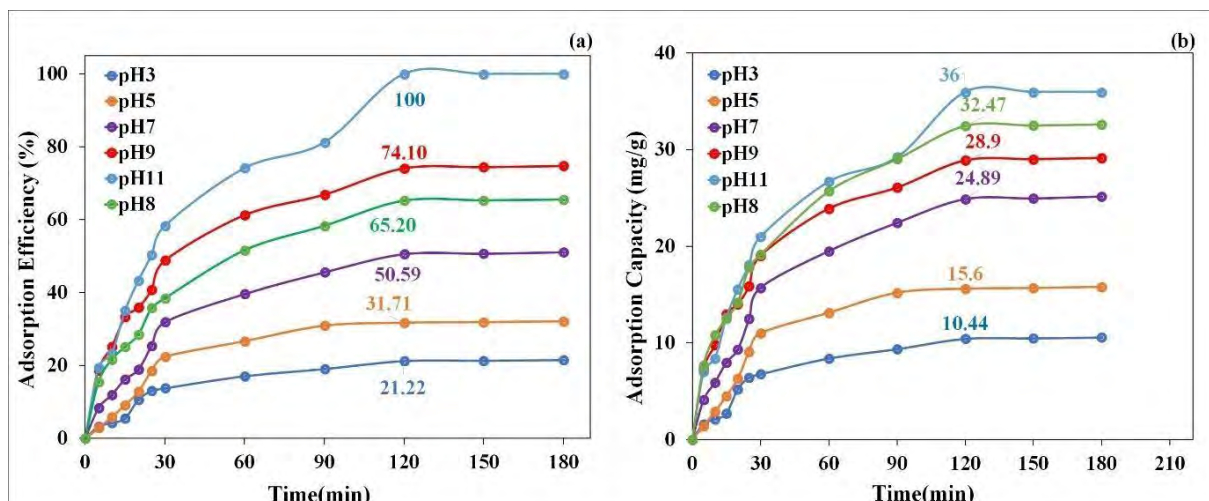 (a)
Adsorption Efficiency (%)
100
80
60
40
20
0
pH3
pH5
pH7
pH9
pH11
pH8
100
74.10
65.20
50.59
31.71
21.22
0 30 60 90 120 150 180
Time(min)
(b)
Adsorption Capacity (mg/g)
40
30
20
10
0
pH3
pH5
pH7
pH9
pH11
pH8
36
32.47
28.9
24.89
15.6
10.44
0 30 60 90 120 150 180 210
Time(min)